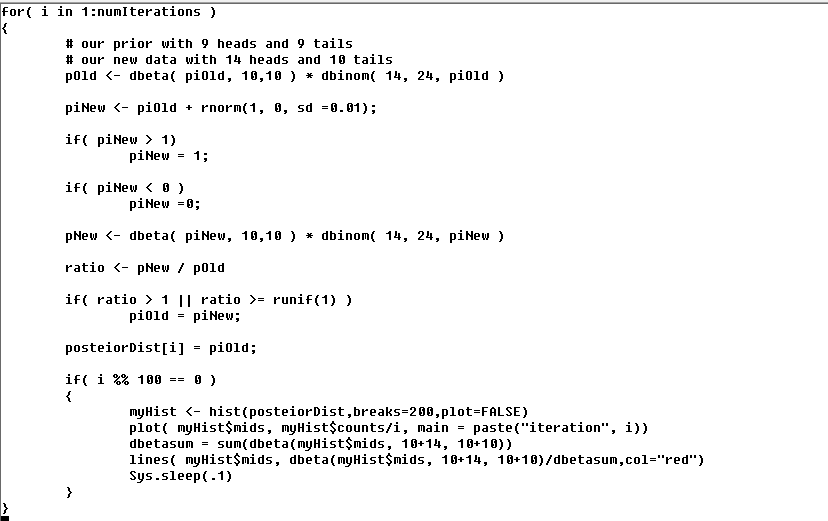 for( i in 1:numIterations )
{
# our prior with 9 heads and 9 tails
# our new data with 14 heads and 10 tails
pOld <- dbeta( piOld, 10,10 ) * dbinom( 14, 24, piOld )
piNew <- piOld + rnorm(1, 0, sd =0.01);
if( piNew > 1)
piNew = 1;
if( piNew < 0 )
piNew =0;
pNew <- dbeta( piNew, 10,10 ) * dbinom( 14, 24, piNew )
ratio <- pNew / pOld
if( ratio > 1 || ratio >= runif(1) )
piOld = piNew;
posteiorDist[i] = piOld;
if( i %% 100 == 0 )
{
myHist <- hist(posteiorDist,breaks=200,plot=FALSE)
plot( myHist$mids, myHist$counts/i, main = paste("iteration", i))
dbetasum = sum(dbeta(myHist$mids, 10+14, 10+10))
lines( myHist$mids, dbeta(myHist$mids, 10+14, 10+10)/dbetasum,col="red")
Sys.sleep(.1)
}
}